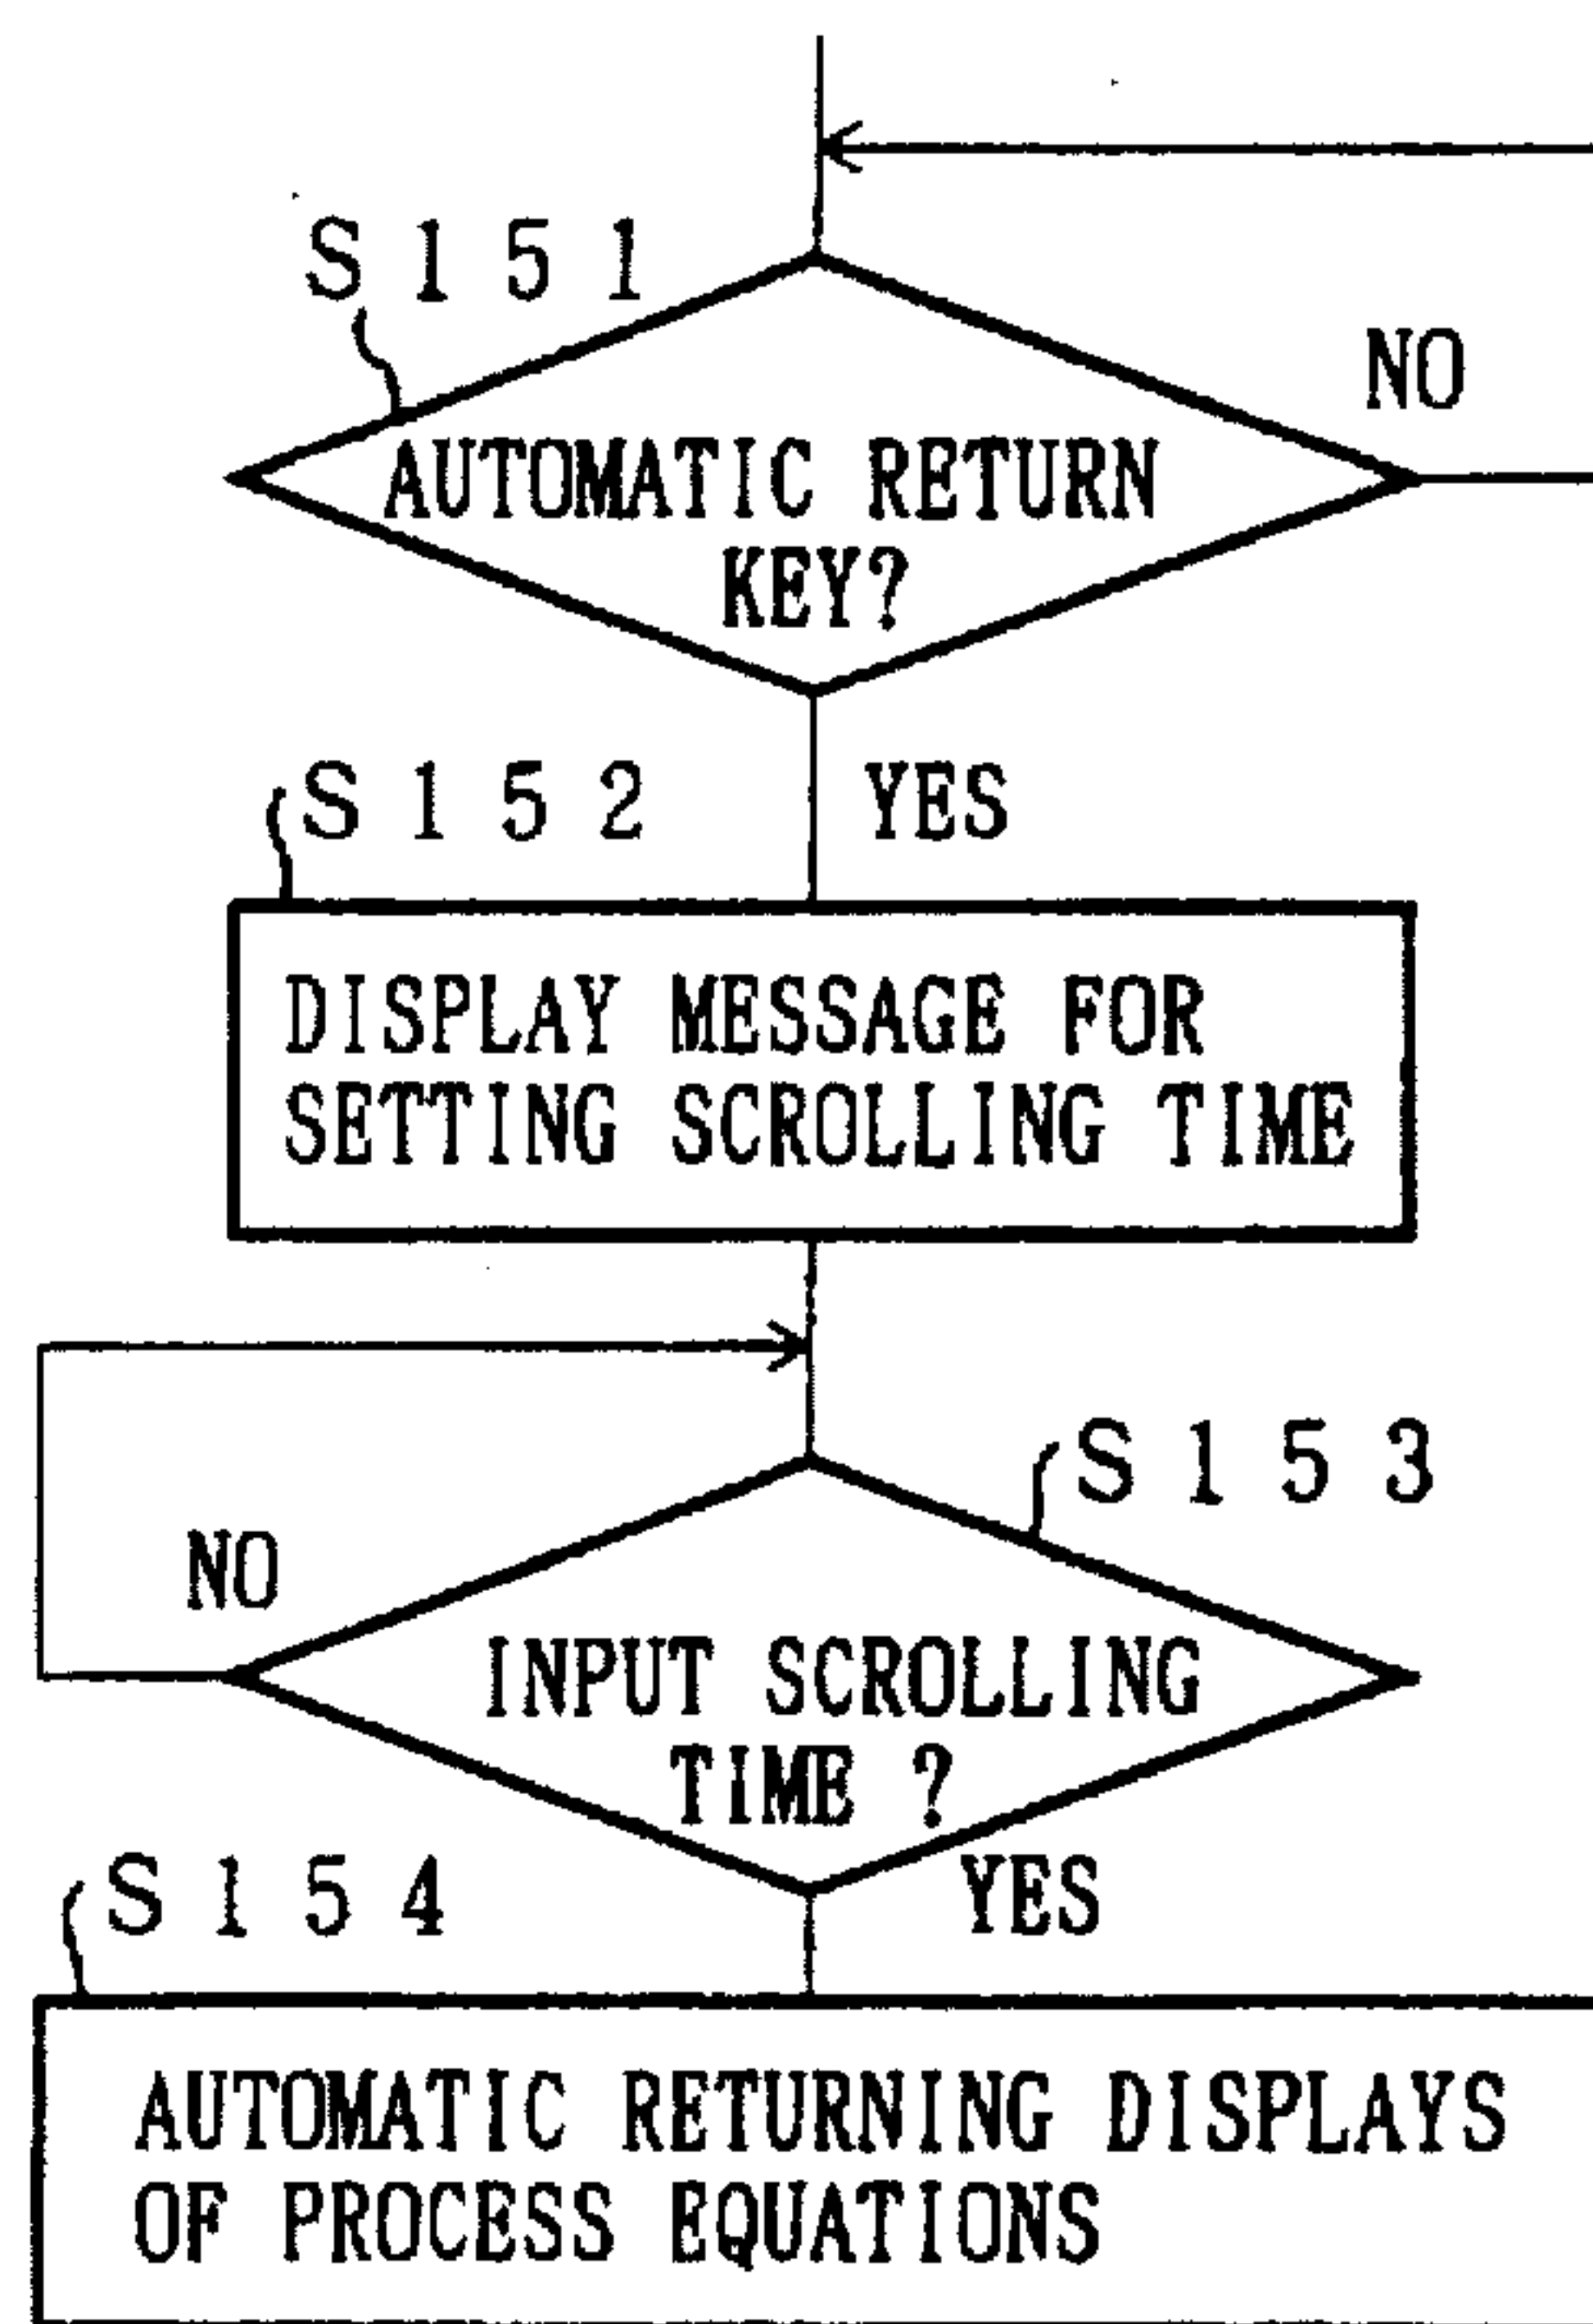 S151
NO
AUTOMATIC RETURN
KEY?
S152
YES
DISPLAY MESSAGE FOR
SETTING SCROLLING TIME
S153
NO
INPUT SCROLLING
TIME ?
S154
YES
AUTOMATIC RETURNING DISPLAYS
OF PROCESS EQUATIONS